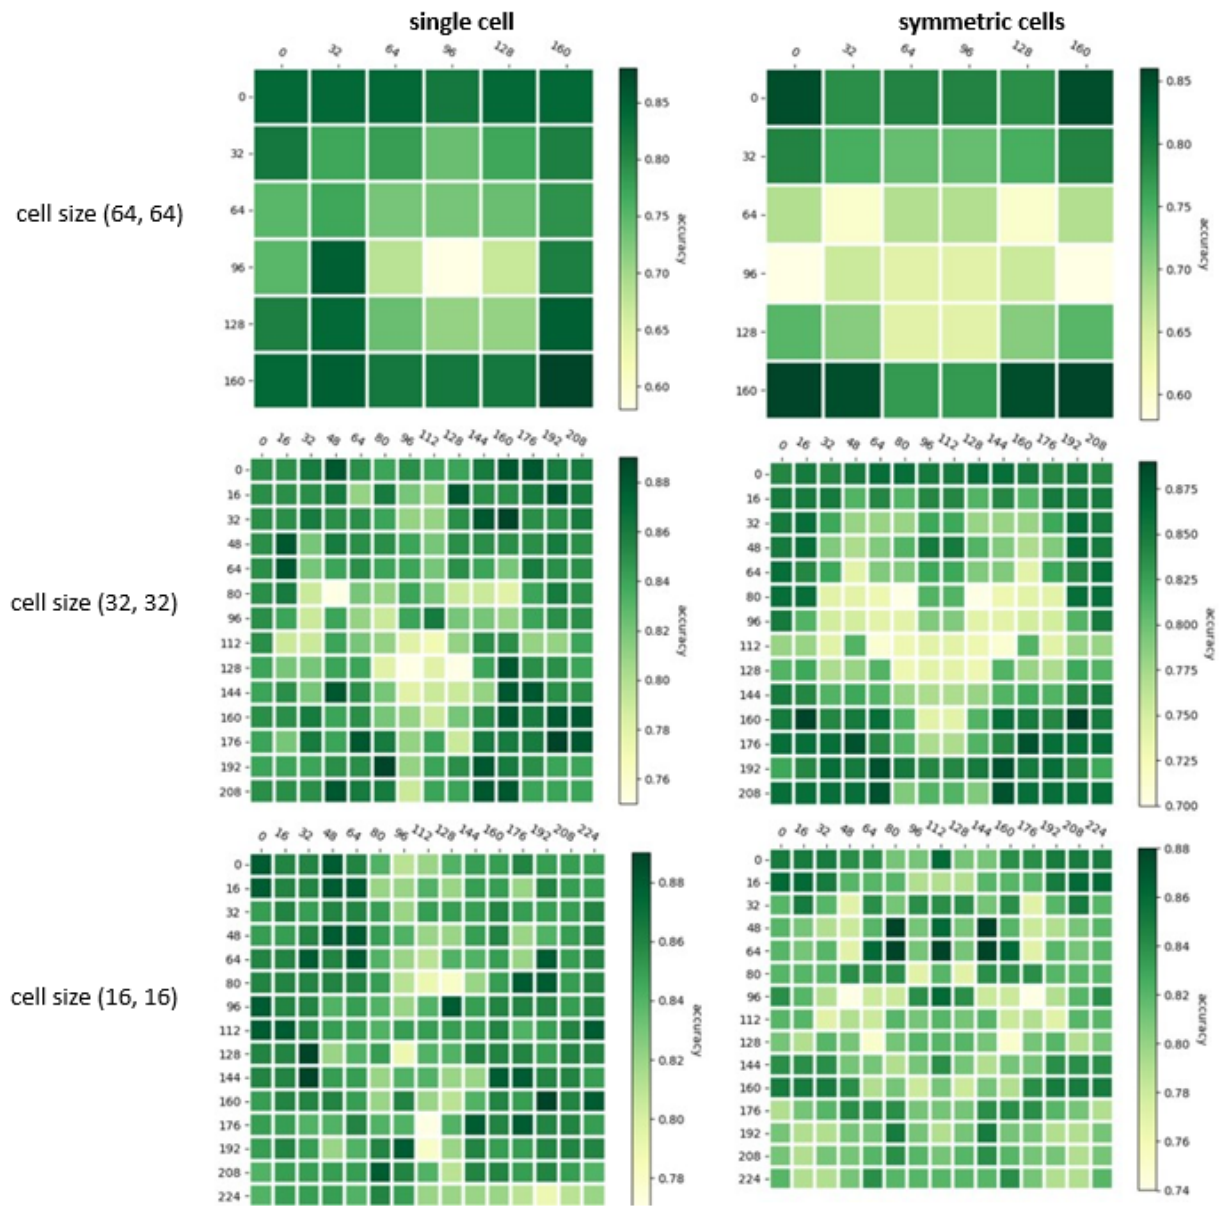 single cell symmetric cells
0 32 64 96 128 160 0 32 64 96 128 160
0 0.85 0 0.85
32 0.80 32 0.80
cell size (64, 64)
64 0.75 accuracy 64 0.75 accuracy
96 0.70 96 0.70
128 0.65 128 0.65
160 0.60 160 0.60
0 16 32 48 64 80 96 112 128 144 160 176 192 208 0 16 32 48 64 80 96 112 128 144 160 176 192 208
0 0.88 0 0.875
16 16
32 0.86 32 0.850
48 48
64 0.84 64 0.825
cell size (32, 32)
80 80
96 0.82 accuracy 96 0.800 accuracy
112 112
128 0.80 128 0.775
144 144
160 0.78 160 0.750
176 176
192 0.76 192 0.725
208 208 0.700
0 16 32 48 64 80 96 112 128 144 160 176 192 208 224 0 16 32 48 64 80 96 112 128 144 160 176 192 208 224
0 0.88 0 0.88
16 16
32 32 0.86
48 0.86 48
64 64 0.84
80 80
cell size (16, 16)
96 0.84 accuracy 96 0.82 accuracy
112 112
128 0.82 128 0.80
144 144
160 0.80 160 0.78
176 176
192 192 0.76
208 0.78 208
224 224 0.74